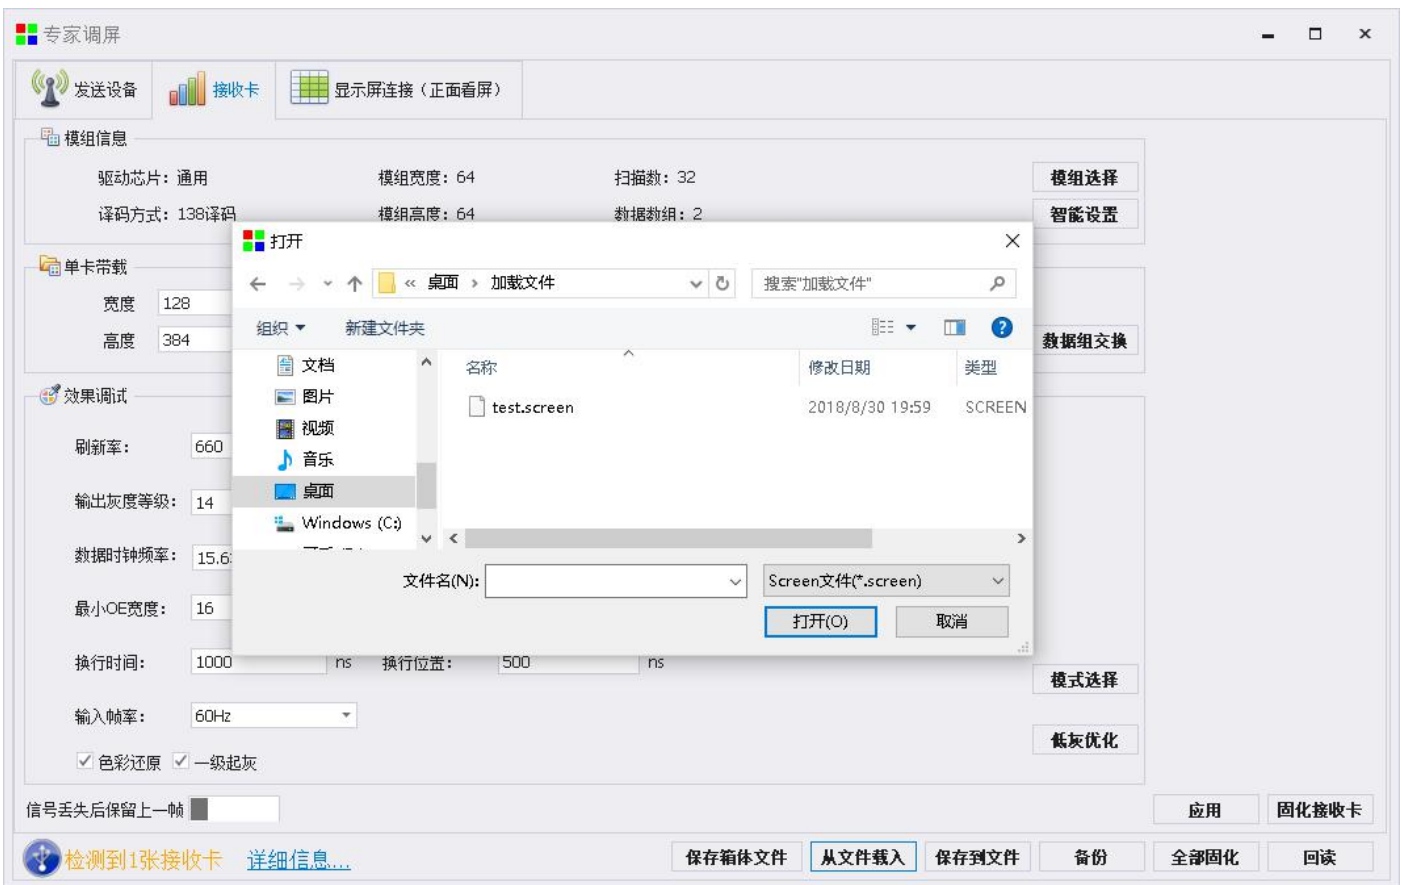 专家调屏
发送设备 接收卡 显示屏连接（正面看屏）
模组信息
驱动芯片：通用 模组宽度：64 扫描数：32 模组选择
译码方式：138译码 模组高度：64 数据组：2 智能设置
打开
单卡带载
« 桌面 › 加载文件 搜索"加载文件"
宽度 128
组织 新建文件夹
高度 384 数据组交换
文档 名称 修改日期 类型
效果调试
图片
test.screen 2018/8/30 19:59 SCREEN
视频
刷新率： 660
音乐
桌面
输出灰度等级： 14
Windows (C:)
数据时钟频率： 15.6
文件名(N): Screen文件(*.screen)
最小OE宽度： 16
打开(O) 取消
换行时间： 1000 ns 换行位置： 500 ns
模式选择
输入帧率： 60Hz
低灰优化
色彩还原 一级起灰
信号丢失后保留上一帧 应用 固化接收卡
检测到1张接收卡 详细信息... 保存箱体文件 从文件载入 保存到文件 备份 全部固化 回读